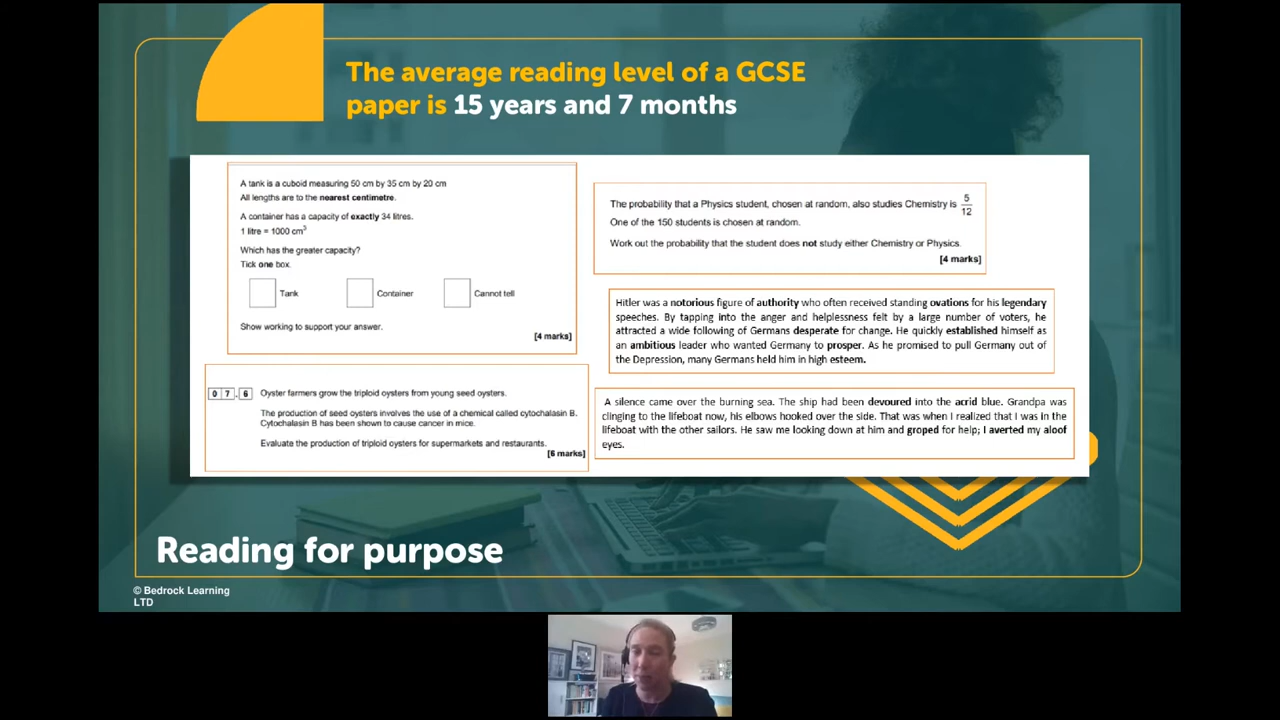 The average reading level of a GCSE
paper is 15 years and 7 months
A tank is a cuboid measuring 50 cm by 35 cm by 20 cm
All lengths are to the nearest centimetre.
A container has a capacity of exactly 34 litres.
1 litre = 1000 cm³
Which has the greater capacity?
Tick one box.
Tank Container Cannot tell
Show working to support your answer.
[4 marks]
0 7 . 6 Oyster farmers grow the triploid oysters from young seed oysters.
The production of seed oysters involves the use of a chemical called cytochalasin B.
Cytochalasin B has been shown to cause cancer in mice.
Evaluate the production of triploid oysters for supermarkets and restaurants.
[6 marks]
The probability that a Physics student, chosen at random, also studies Chemistry is 5/12
One of the 150 students is chosen at random.
Work out the probability that the student does not study either Chemistry or Physics.
[4 marks]
Hitler was a notorious figure of authority who often received standing ovations for his legendary
speeches. By tapping into the anger and helplessness felt by a large number of voters, he
attracted a wide following of Germans desperate for change. He quickly established himself as
an ambitious leader who wanted Germany to prosper. As he promised to pull Germany out of
the Depression, many Germans held him in high esteem.
A silence came over the burning sea. The ship had been devoured into the acrid blue. Grandpa was
clinging to the lifeboat now, his elbows hooked over the side. That was when I realized that I was in the
lifeboat with the other sailors. He saw me looking down at him and groped for help; I averted my aloof
eyes.
Reading for purpose
© Bedrock Learning
LTD